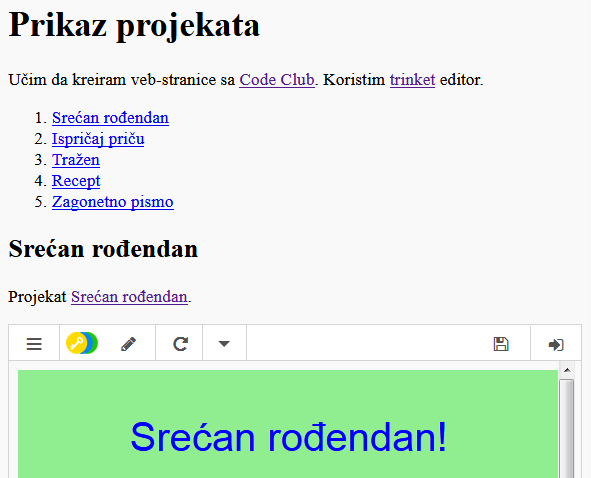 Prikaz projekata
Učim da kreiram veb-stranice sa Code Club. Koristim trinket editor.
1. Srećan rođendan
2. Ispričaj priču
3. Tražen
4. Recept
5. Zagonetno pismo
Srećan rođendan
Projekat Srećan rođendan.
Srećan rođendan!